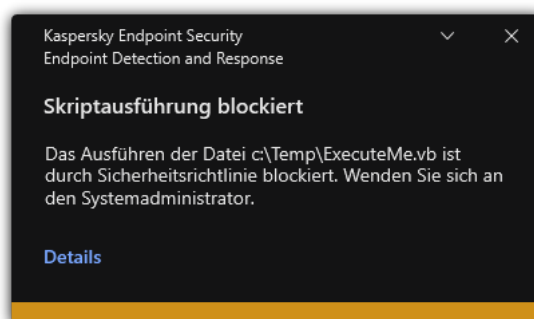 Kaspersky Endpoint Security
Endpoint Detection and Response
Skriptausführung blockiert
Das Ausführen der Datei c:\Temp\ExecuteMe.vb ist
durch Sicherheitsrichtlinie blockiert. Wenden Sie sich an
den Systemadministrator.
Details